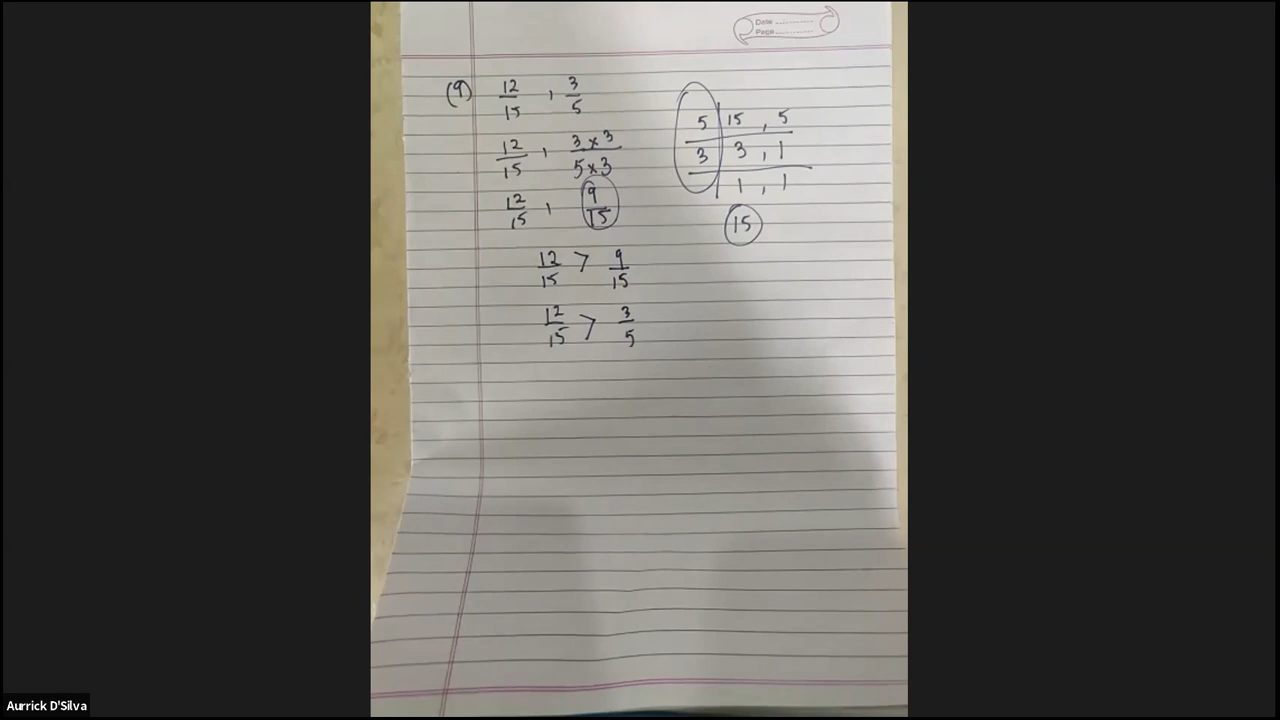 Date ..............
Page ..............
(9) 12/15 , 3/5
12/15 , 3 × 3 / 5 × 3
12/15 , 9/15
12/15 > 9/15
12/15 > 3/5
5 | 15 , 5
3 | 3 , 1
1 , 1
15
Aurrick D'Silva